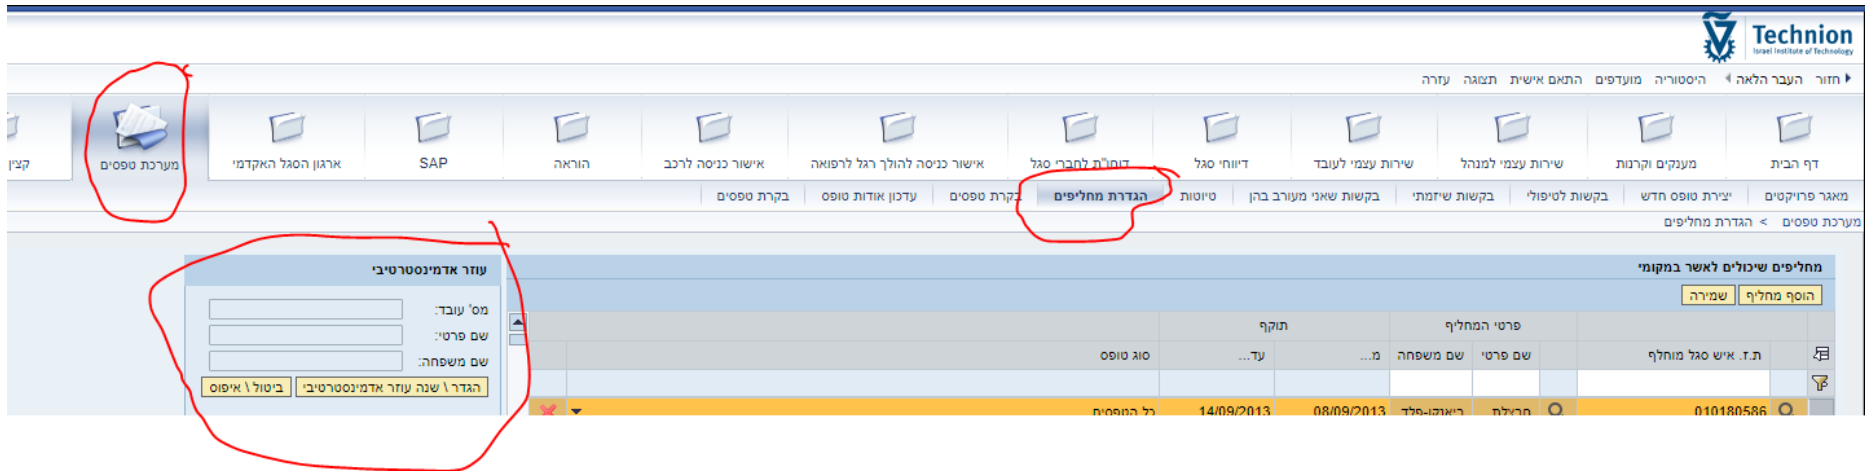 Technion
Israel Institute of Technology
חזור העבר הלאה היסטוריה מועדפים התאם אישית תצוגה עזרה
דף הבית מענקים וקרנות שירות עצמי למנהל שירות עצמי לעובד דיווחי סגל דוחו"ת לחברי סגל אישור כניסה להולך רגל לרפואה אישור כניסה לרכב הוראה SAP ארגון הסגל האקדמי מערכת טפסים קצין
מאגר פרויקטים יצירת טופס חדש בקשות לטיפולי בקשות שיזמתי בקשות שאני מעורב בהן טיוטות הגדרת מחליפים בקרת טפסים עדכון אודות טופס בקרת טפסים
מערכת טפסים > הגדרת מחליפים
מחליפים שיכולים לאשר במקומי
הוסף מחליף שמירה
פרטי המחליף תוקף
ת.ז. איש סגל מוחלף שם פרטי שם משפחה מ... עד... סוג טופס
010180586 חבצלת ביאנקו-פלד 08/09/2013 14/09/2013 כל הטפסים
עוזר אדמינסטרטיבי
מס' עובד:
שם פרטי:
שם משפחה:
הגדר \ שנה עוזר אדמינסטרטיבי ביטול \ איפוס